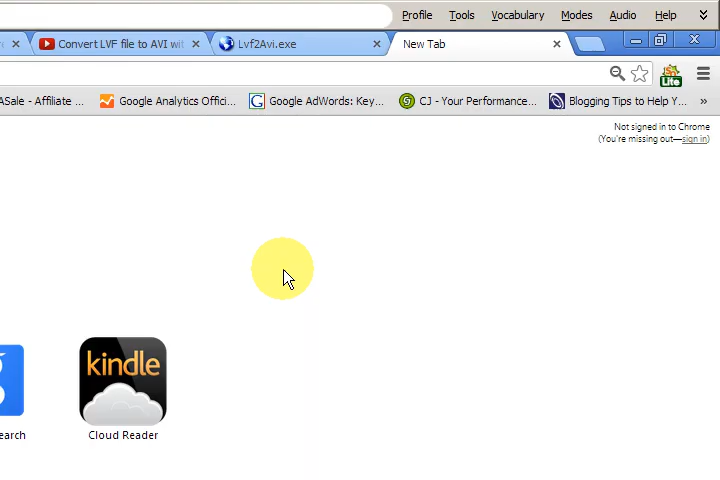 Profile Tools Vocabulary Modes Audio Help
Convert LVF file to AVI wit Lvf2Avi.exe New Tab
ASale - Affiliate ... Google Analytics Offici... Google AdWords: Key... CJ - Your Performance... Blogging Tips to Help Y...
Lite
Not signed in to Chrome
(You're missing out—sign in)
kindle
earch Cloud Reader